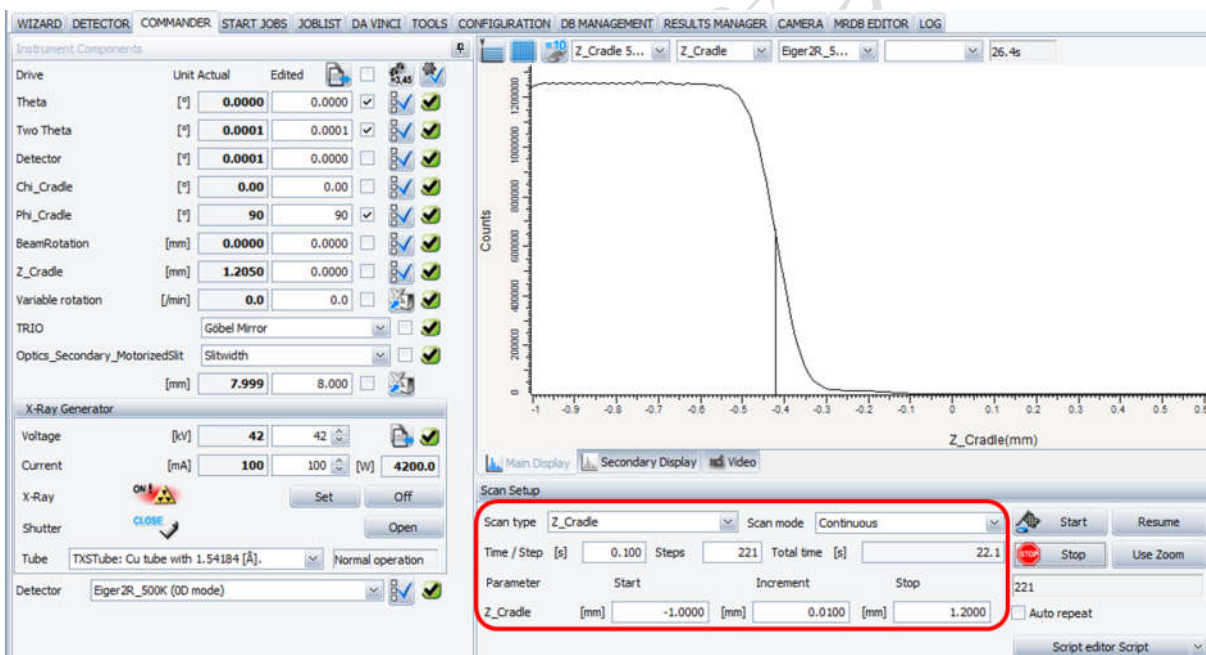 WIZARD DETECTOR COMMANDER START JOBS JOBLIST DA VINCI TOOLS CONFIGURATION DB MANAGEMENT RESULTS MANAGER CAMERA MRDB EDITOR LOG
Instrument Components
Drive Unit Actual Edited
Theta [°] 0.0000 0.0000
Two Theta [°] 0.0001 0.0001
Detector [°] 0.0001 0.0000
Chi_Cradle [°] 0.00 0.00
Phi_Cradle [°] 90 90
BeamRotation [mm] 0.0000 0.0000
Z_Cradle [mm] 1.2050 0.0000
Variable rotation [/min] 0.0 0.0
TRIO Göbel Mirror
Optics_Secondary_MotorizedSlit Slitwidth
[mm] 7.999 8.000
X-Ray Generator
Voltage [kV] 42 42
Current [mA] 100 100 [W] 4200.0
X-Ray ON ! Set Off
Shutter CLOSE Open
Tube TXSTube: Cu tube with 1.54184 [Å]. Normal operation
Detector Eiger2R_500K (0D mode)
Z_Cradle 5... Z_Cradle Eiger2R_5... 26.4s
Counts
1200000
1000000
800000
600000
400000
200000
0
-1 -0.9 -0.8 -0.7 -0.6 -0.5 -0.4 -0.3 -0.2 -0.1 0 0.1 0.2 0.3 0.4 0.5 0.6
Z_Cradle(mm)
Main Display Secondary Display Video
Scan Setup
Scan type Z_Cradle Scan mode Continuous Start Resume
Time / Step [s] 0.100 Steps 221 Total time [s] 22.1 STOP Stop Use Zoom
Parameter Start Increment Stop 221
Z_Cradle [mm] -1.0000 [mm] 0.0100 [mm] 1.2000 Auto repeat
Script editor Script